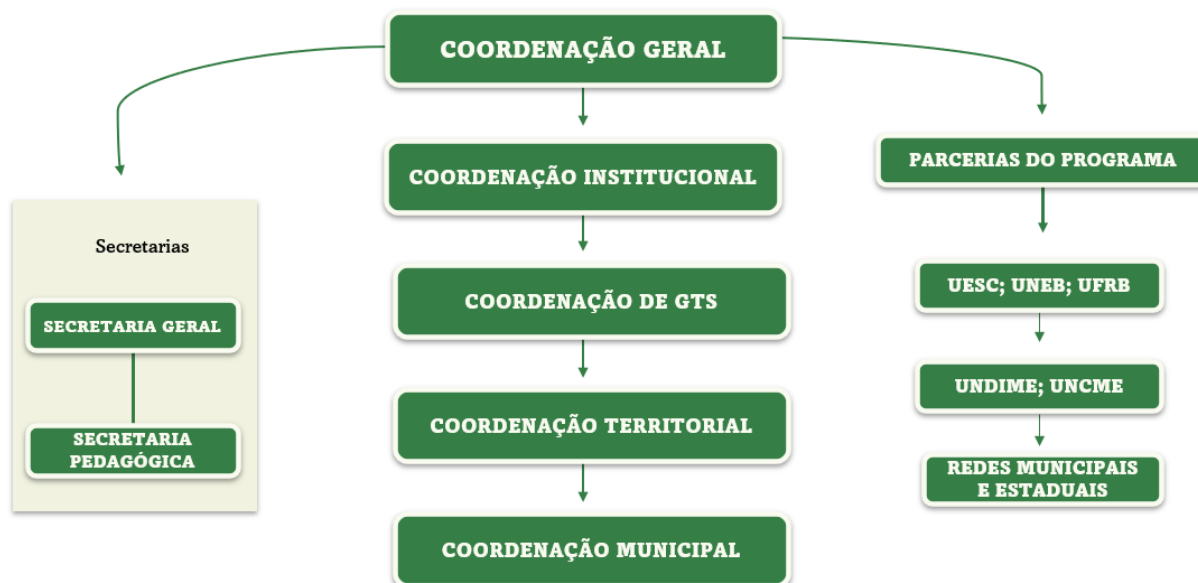 COORDENAÇÃO GERAL
COORDENAÇÃO INSTITUCIONAL
COORDENAÇÃO DE GTS
COORDENAÇÃO TERRITORIAL
COORDENAÇÃO MUNICIPAL
Secretarias
SECRETARIA GERAL
SECRETARIA
PEDAGÓGICA
PARCERIAS DO PROGRAMA
UESC; UNEB; UFRB
UNDIME; UNCME
REDES MUNICIPAIS
E ESTADUAIS